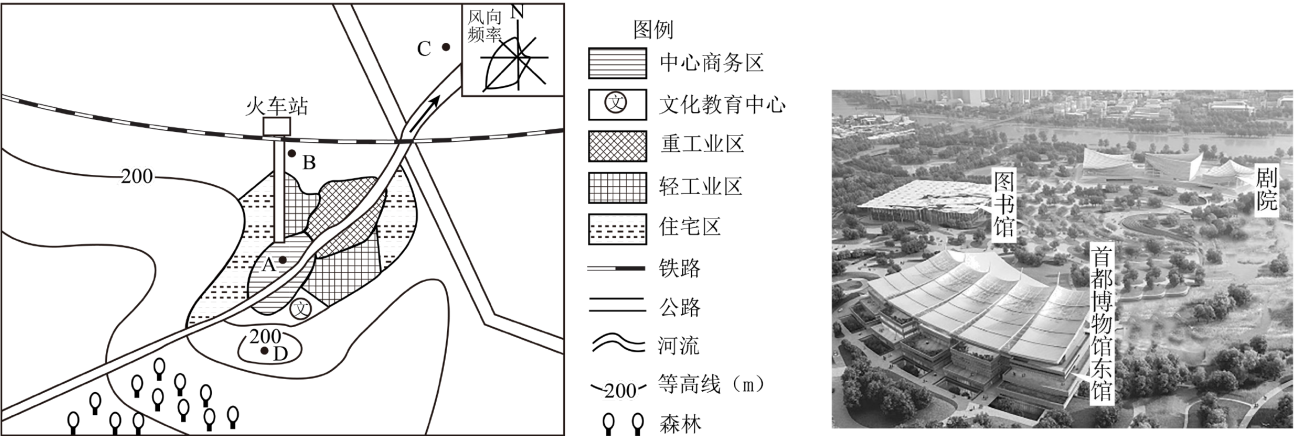 风向
频率
N
C
火车站
B
200
A
文
200
D
图例
中心商务区
文
文化教育中心
重工业区
轻工业区
住宅区
铁路
公路
河流
200
等高线（m）
森林
图书馆
剧院
首都博物馆东馆